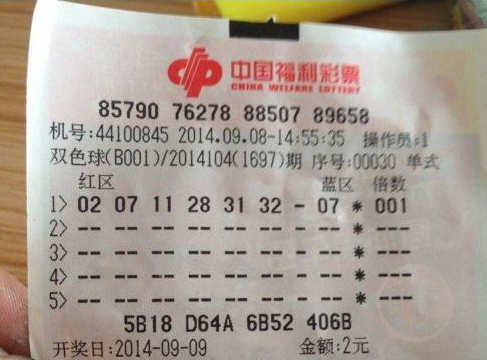 中国福利彩票
CHINA WELFARE LOTTERY
85790 76278 88507 89658
机号:44100845 2014.09.08-14:55:35 操作员:1
双色球(B001)/2014104(1697)期 序号:00030 单式
红区 蓝区 倍数
1> 02 07 11 28 31 32 - 07 * 001
2> -- -- -- -- -- -- - -- * ---
3> -- -- -- -- -- -- - -- * ---
4> -- -- -- -- -- -- - -- * ---
5> -- -- -- -- -- -- - -- * ---
5B18 D64A 6B52 406B
开奖日:2014-09-09 金额:2元